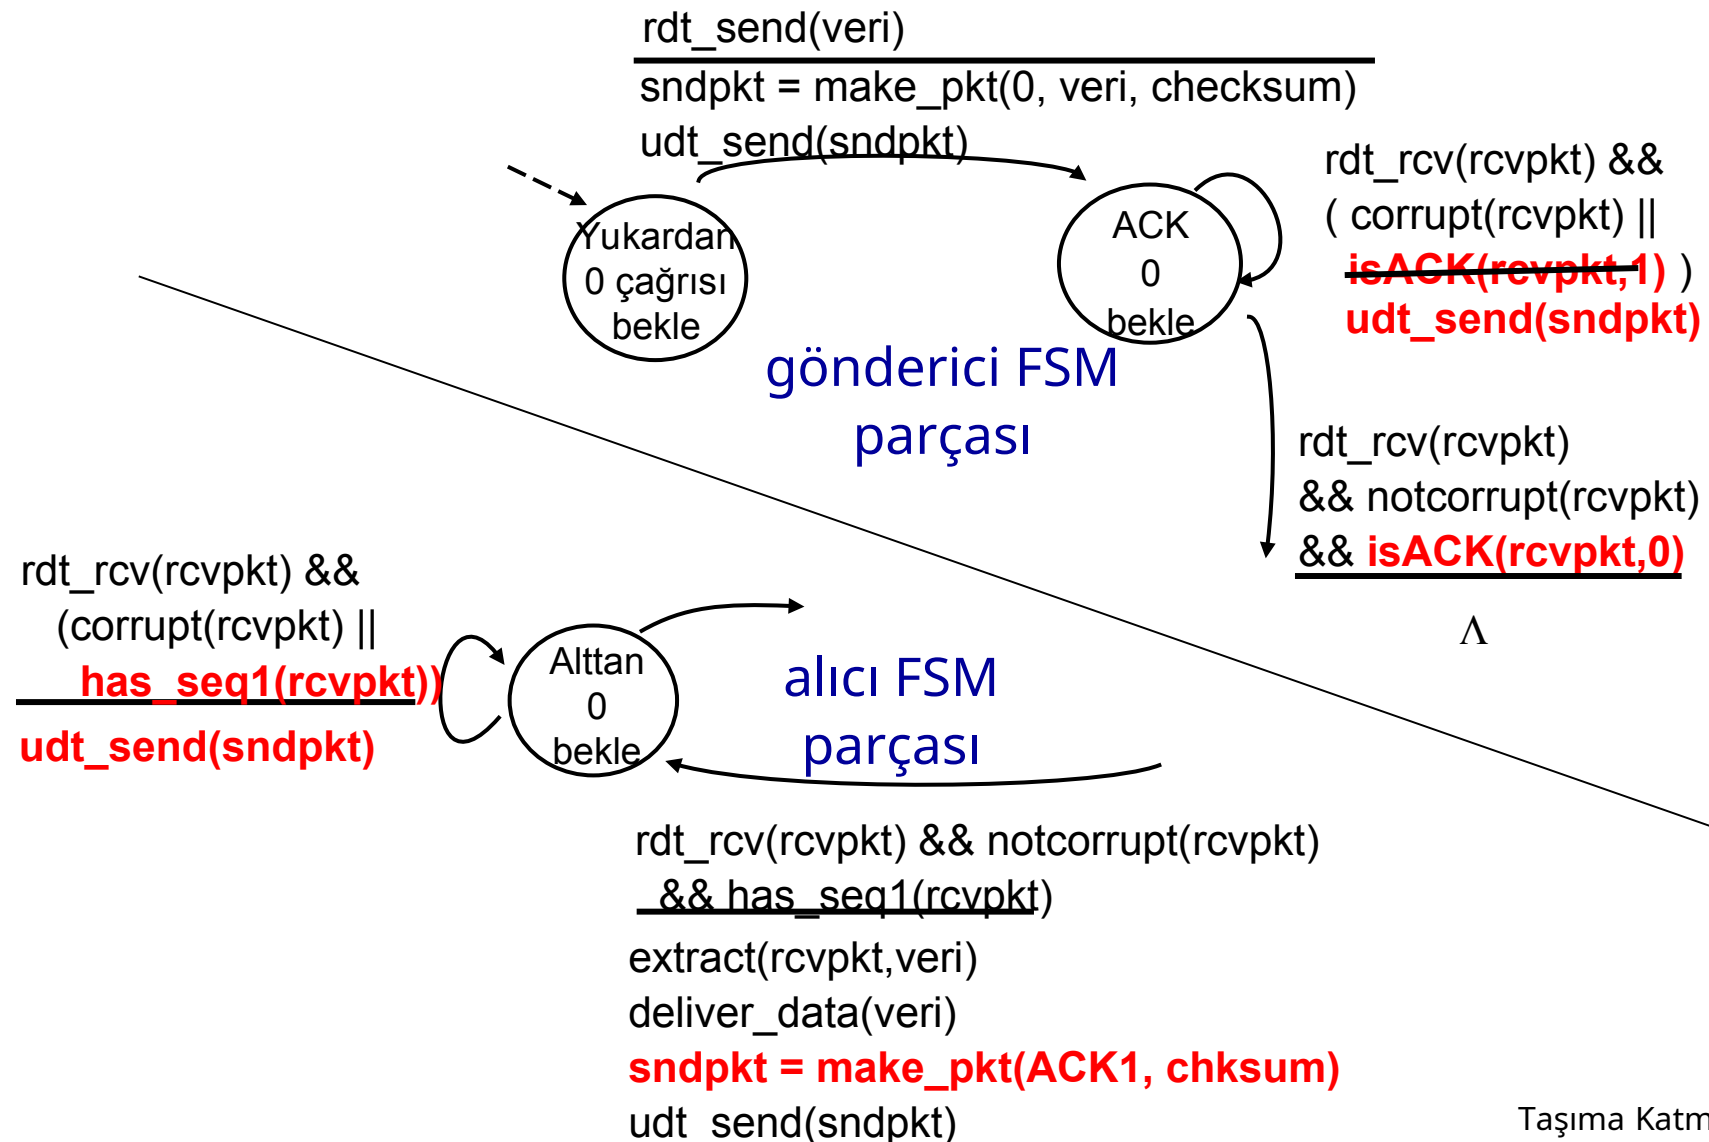 rdt_send(veri)
sndpkt = make_pkt(0, veri, checksum)
udt_send(sndpkt)
Yukardan
0 çağrısı
bekle
ACK
0
bekle
rdt_rcv(rcvpkt) &&
( corrupt(rcvpkt) ||
isACK(rcvpkt,1) )
udt_send(sndpkt)
gönderici FSM
parçası
rdt_rcv(rcvpkt)
&& notcorrupt(rcvpkt)
&& isACK(rcvpkt,0)
Λ
rdt_rcv(rcvpkt) &&
(corrupt(rcvpkt) ||
has_seq1(rcvpkt))
udt_send(sndpkt)
Alttan
0
bekle
alıcı FSM
parçası
rdt_rcv(rcvpkt) && notcorrupt(rcvpkt)
&& has_seq1(rcvpkt)
extract(rcvpkt,veri)
deliver_data(veri)
sndpkt = make_pkt(ACK1, chksum)
udt_send(sndpkt)
Taşıma Katm